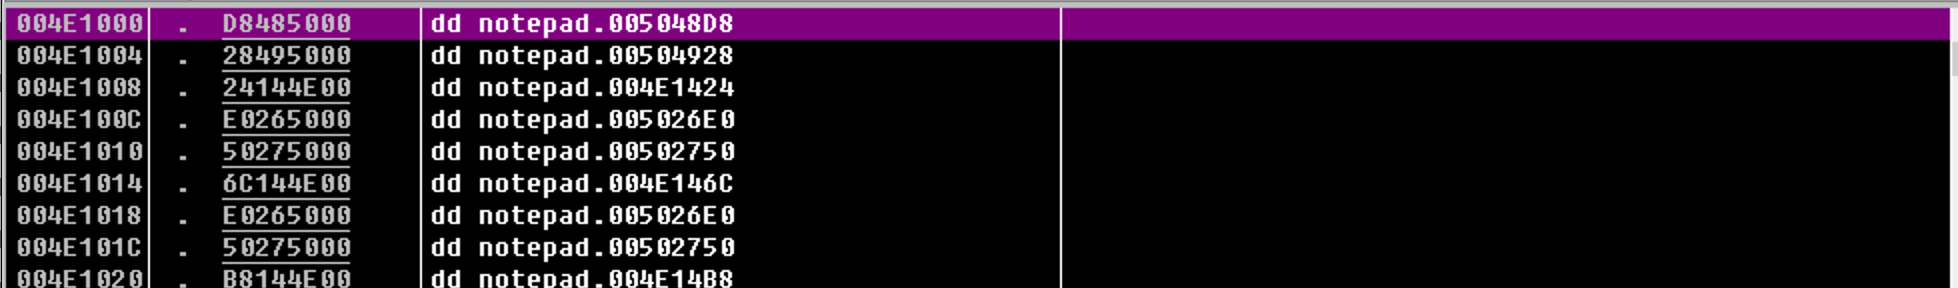 004E1000 . D8485000 dd notepad.005048D8
004E1004 . 28495000 dd notepad.00504928
004E1008 . 24144E00 dd notepad.004E1424
004E100C . E0265000 dd notepad.005026E0
004E1010 . 50275000 dd notepad.00502750
004E1014 . 6C144E00 dd notepad.004E146C
004E1018 . E0265000 dd notepad.005026E0
004E101C . 50275000 dd notepad.00502750
004E1020 . B8144E00 dd notepad.004E14B8